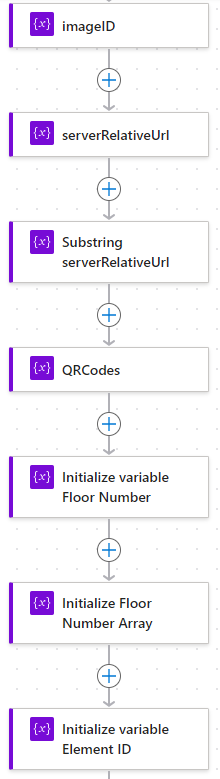 {x} imageID
{x} serverRelativeUrl
{x} Substring
serverRelativeUrl
{x} QRCodes
{x} Initialize variable
Floor Number
{x} Initialize Floor
Number Array
{x} Initialize variable
Element ID